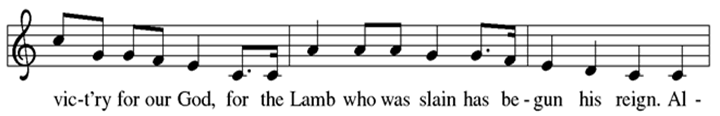 vic-t'ry for our God, for the Lamb who was slain has be-gun his reign. Al-